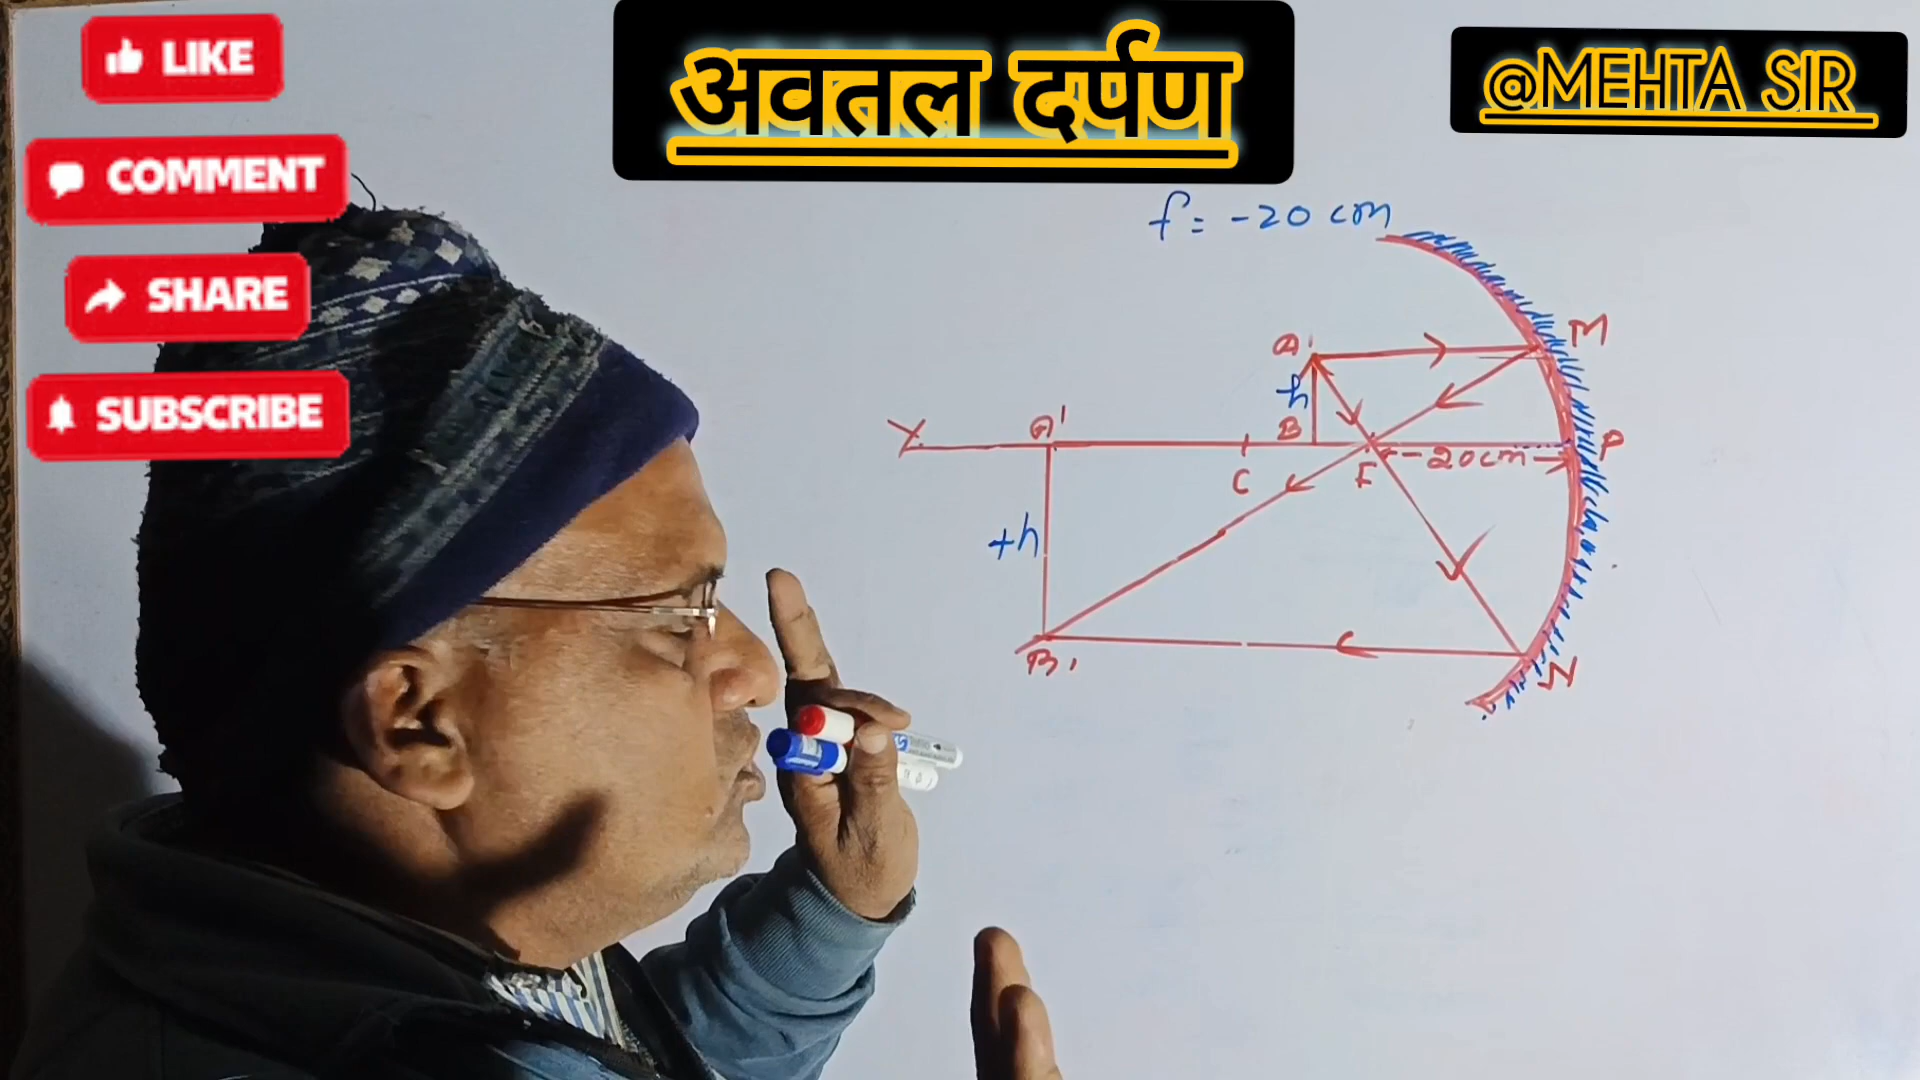 LIKE
COMMENT
SHARE
SUBSCRIBE
अवतल दर्पण
@MEHTA SIR
f = -20 cm
M
A
h
X
A'
B
P
C
F
-20cm
+h
B'
N